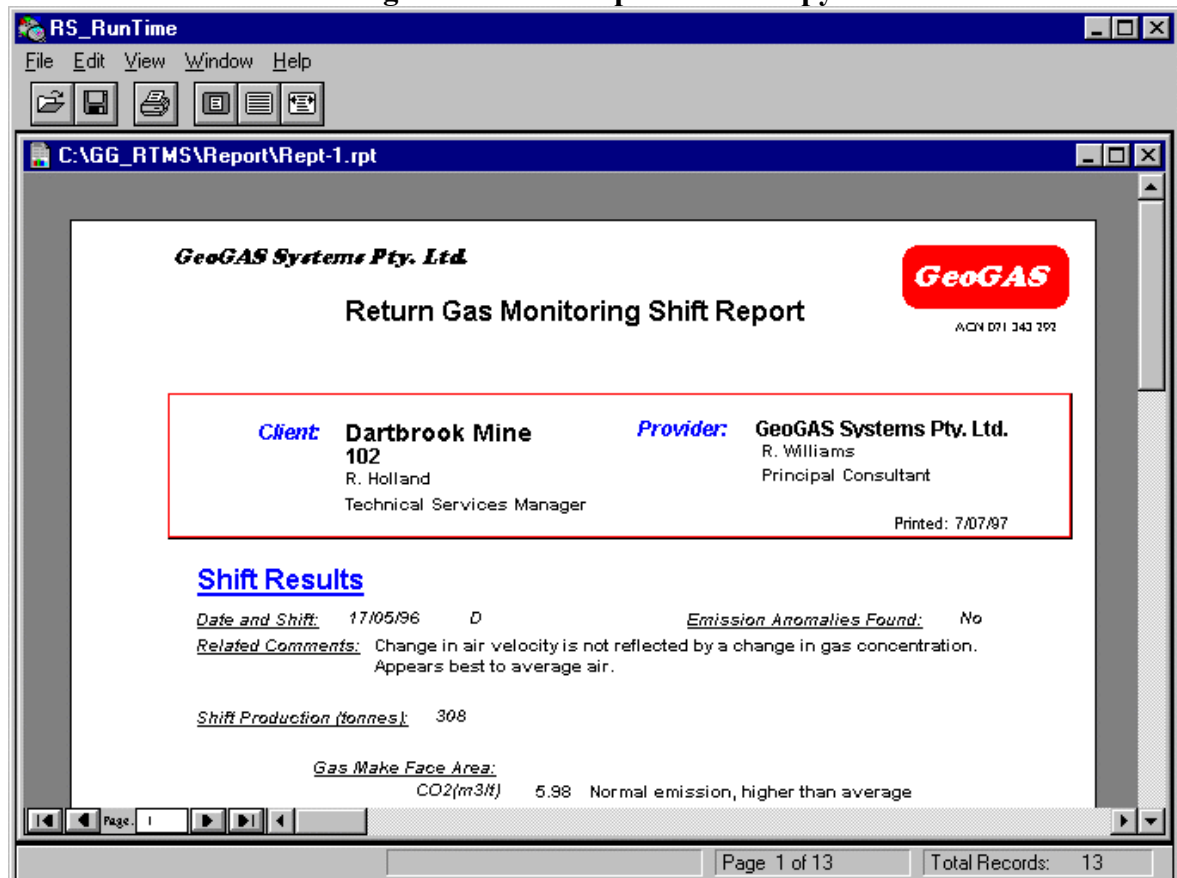 RS_RunTime
File Edit View Window Help
C:\GG_RTMS\Report\Rept-1.rpt
GeoGAS Systems Pty. Ltd.
GeoGAS
Return Gas Monitoring Shift Report
ACN 071 343 292
Client: Dartbrook Mine Provider: GeoGAS Systems Pty. Ltd.
102 R. Williams
R. Holland Principal Consultant
Technical Services Manager
Printed: 7/07/97
Shift Results
Date and Shift: 17/05/96 D Emission Anomalies Found: No
Related Comments: Change in air velocity is not reflected by a change in gas concentration.
Appears best to average air.
Shift Production (tonnes): 308
Gas Make Face Area:
CO2(m3/t) 5.98 Normal emission, higher than average
Page. 1
Page 1 of 13 Total Records: 13